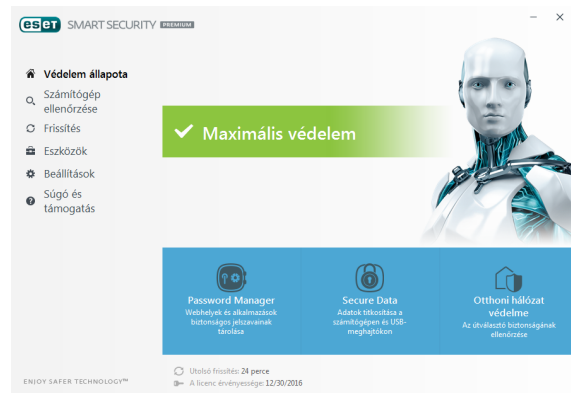 eset SMART SECURITY PREMIUM
Védelem állapota
Számítógép
ellenőrzése
Frissítés
Eszközök
Beállítások
Súgó és
támogatás
Maximális védelem
Password Manager
Webhelyek és alkalmazások
biztonságos jelszavainak
tárolása
Secure Data
Adatok titkosítása a
számítógépen és USB-
meghajtókon
Otthoni hálózat
védelme
Az útválasztó biztonságának
ellenőrzése
Utolsó frissítés: 24 perce
A licenc érvényessége: 12/30/2016
ENJOY SAFER TECHNOLOGY™